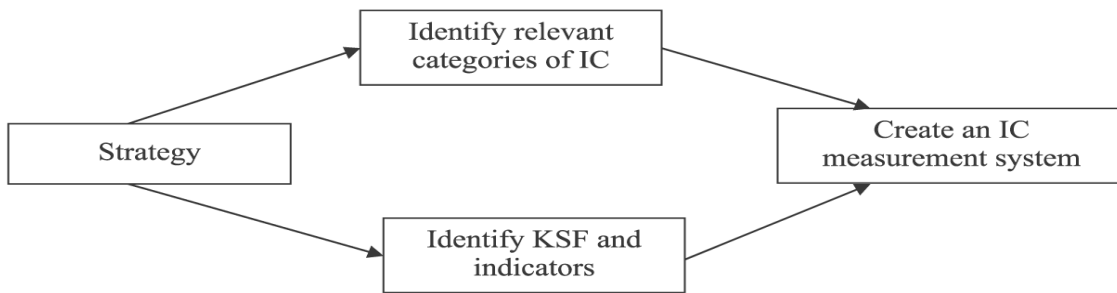 Identify relevant
categories of IC
Strategy
Create an IC
measurement system
Identify KSF and
indicators